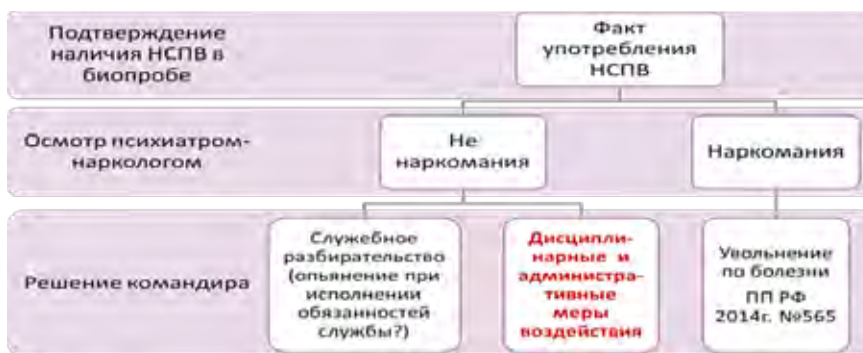 Подтверждение
наличия НСПВ в
биопробе
Факт
употребления
НСПВ
Осмотр психиатром-
наркологом
Не
наркомания
Наркомания
Решение командира
Служебное
разбирательство
(опьянение при
исполнении
обязанностей
службы?)
Дисципли-
нарные и
администра-
тивные
меры
воздействия
Увольнение
по болезни
ПП РФ
2014г. №565